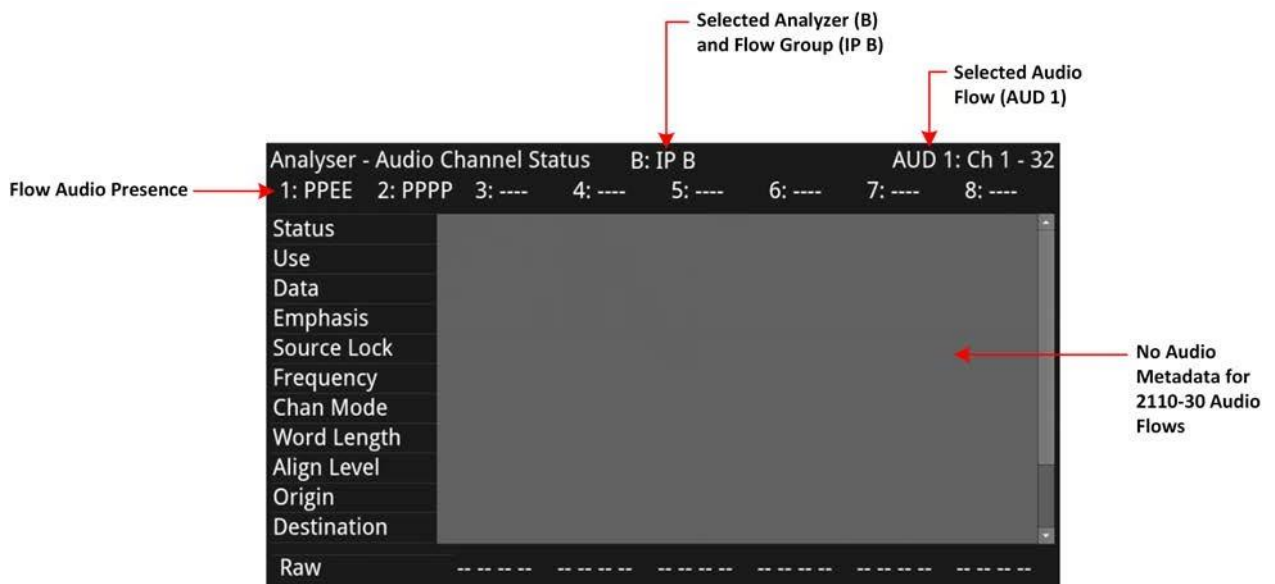 Selected Analyzer (B)
and Flow Group (IP B)
Selected Audio
Flow (AUD 1)
Analyser - Audio Channel Status B: IP B AUD 1: Ch 1 - 32
Flow Audio Presence
1: PPEE 2: PPPP 3: ---- 4: ---- 5: ---- 6: ---- 7: ---- 8: ----
Status
Use
Data
Emphasis
Source Lock
Frequency
Chan Mode
Word Length
Align Level
Origin
Destination
No Audio
Metadata for
2110-30 Audio
Flows
Raw -- -- -- -- -- -- -- -- -- -- -- -- -- -- -- -- -- -- -- -- -- -- -- --